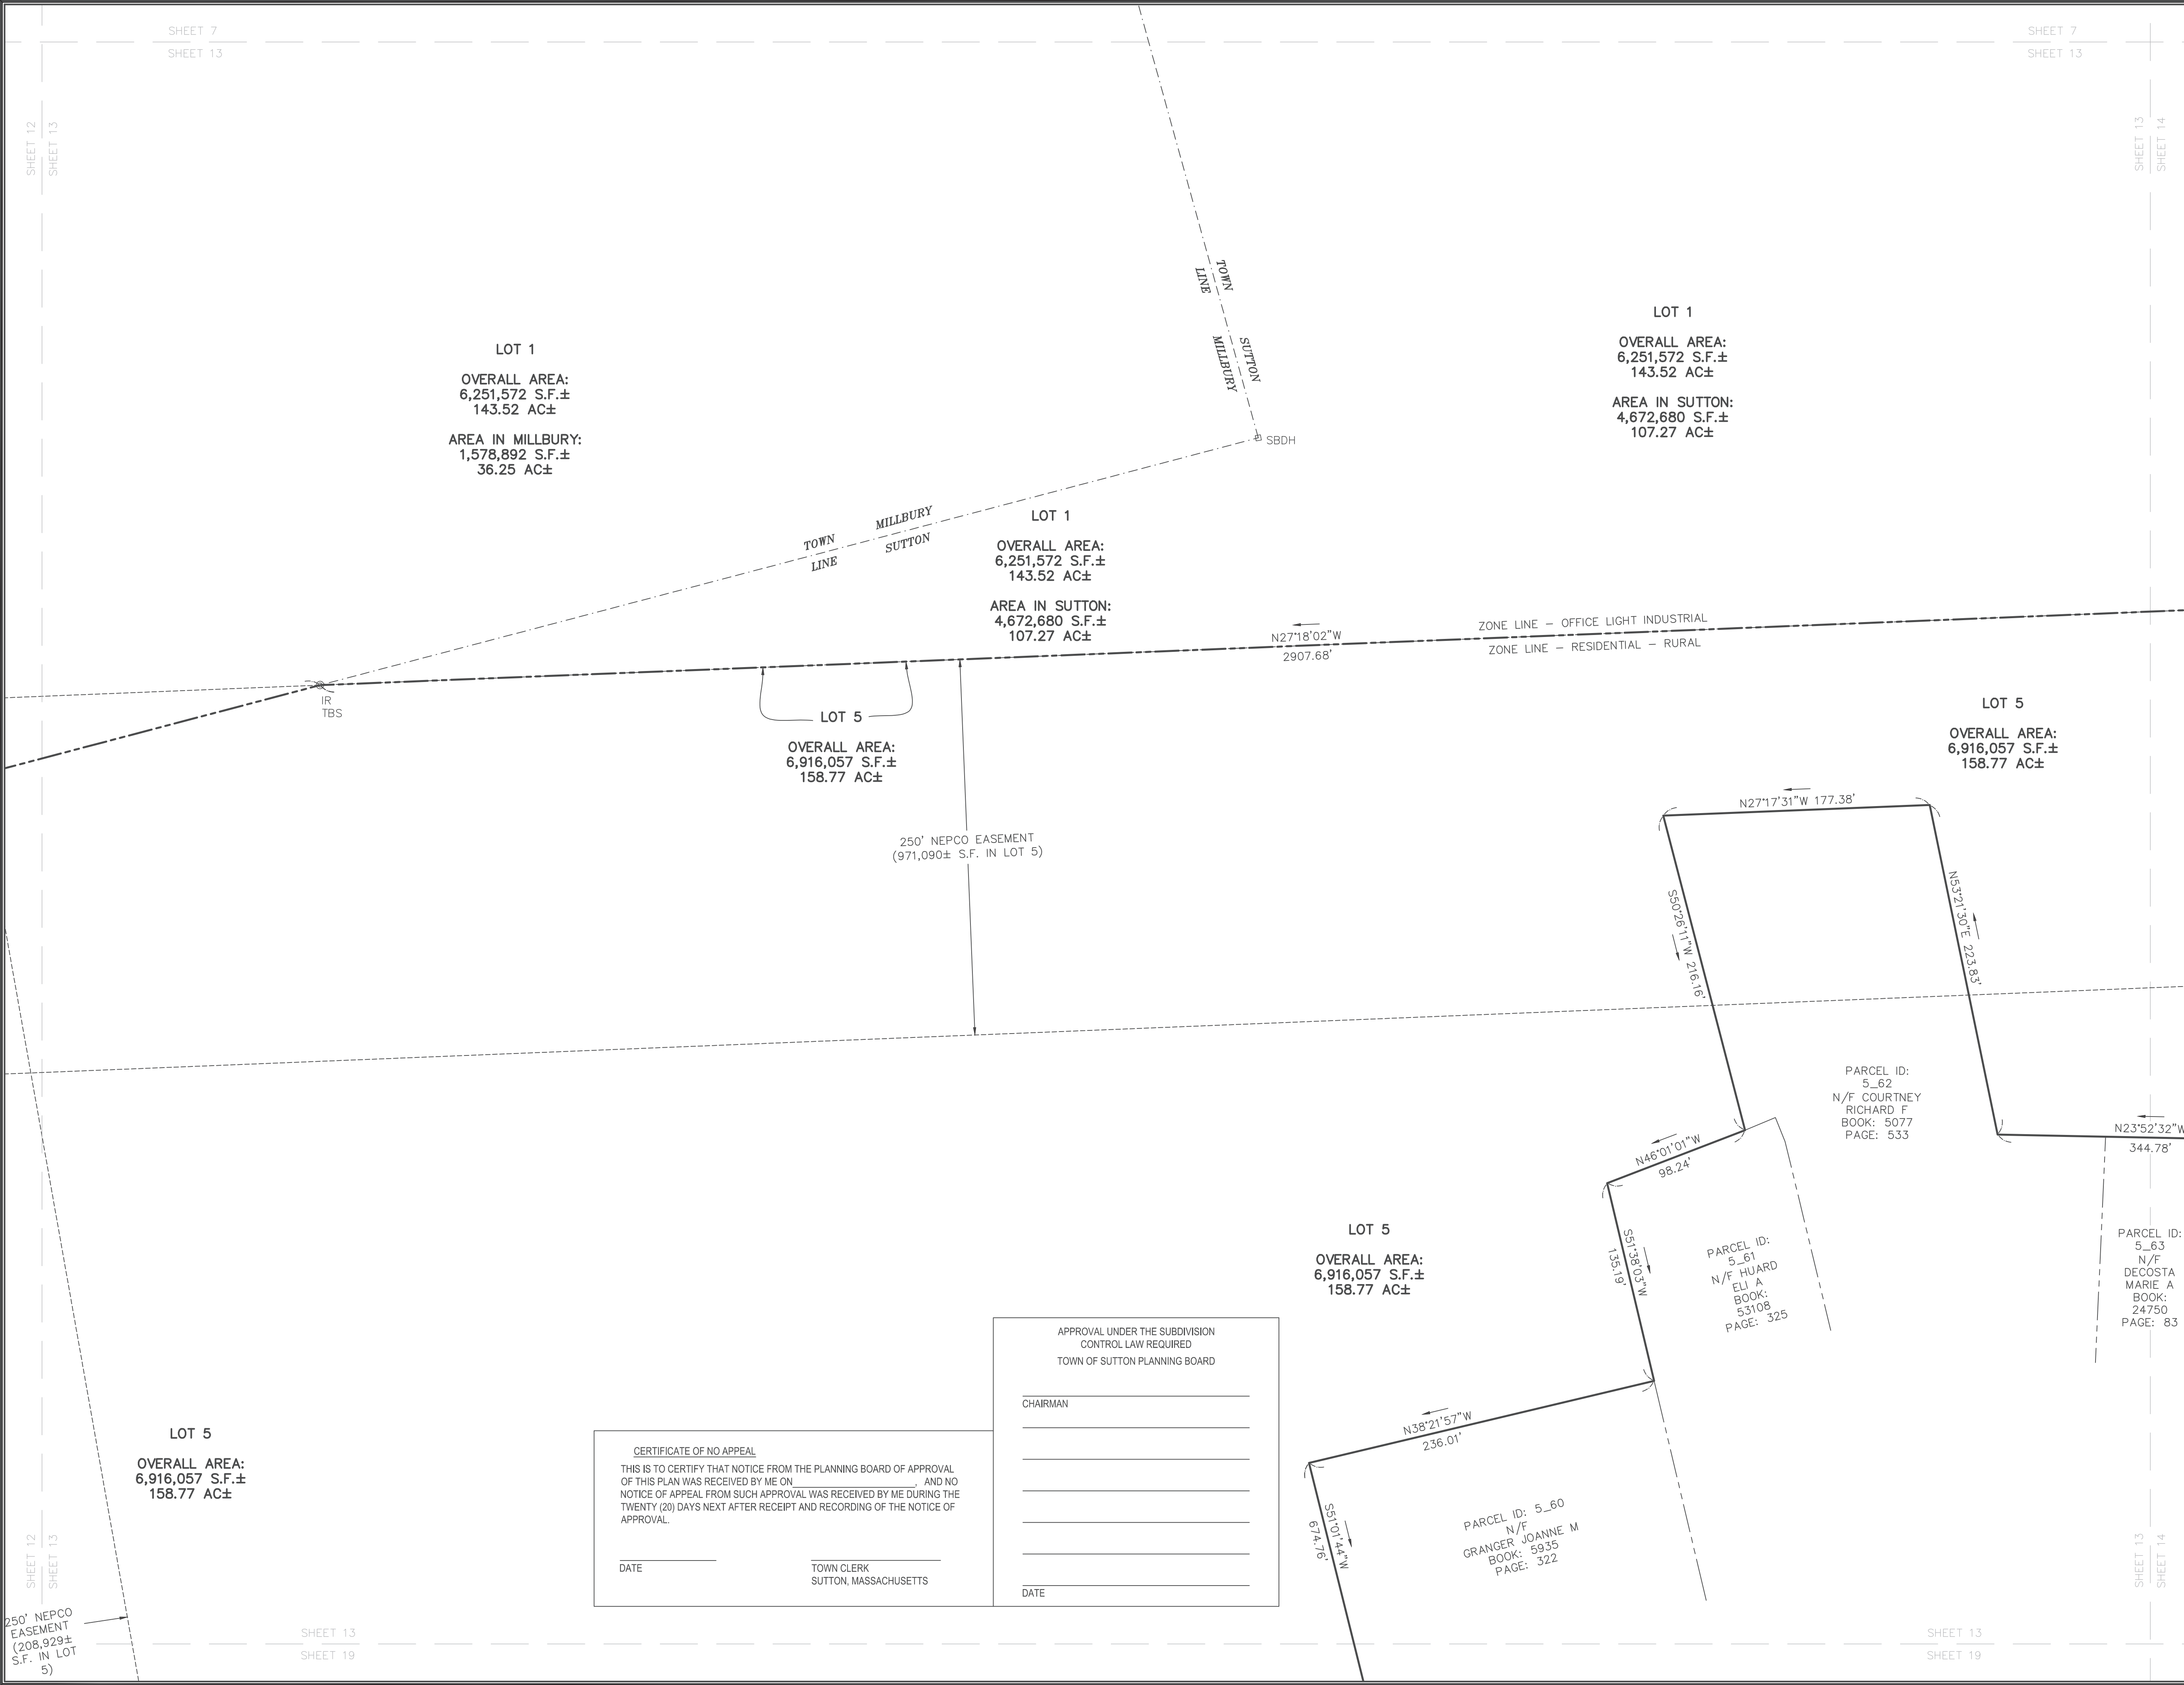 SHEET 7
SHEET 13
SHEET 7
SHEET 13
SHEET 12
SHEET 13
SHEET 13
SHEET 14
TOWN
LINE
SUTTON
MILLBURY
SBDH
LOT 1
OVERALL AREA:
6,251,572 S.F.±
143.52 AC±
AREA IN MILLBURY:
1,578,892 S.F.±
36.25 AC±
LOT 1
OVERALL AREA:
6,251,572 S.F.±
143.52 AC±
AREA IN SUTTON:
4,672,680 S.F.±
107.27 AC±
TOWN
LINE
MILLBURY
SUTTON
LOT 1
OVERALL AREA:
6,251,572 S.F.±
143.52 AC±
AREA IN SUTTON:
4,672,680 S.F.±
107.27 AC±
N27°18'02"W
2907.68'
ZONE LINE – OFFICE LIGHT INDUSTRIAL
ZONE LINE – RESIDENTIAL – RURAL
IR
TBS
LOT 5
OVERALL AREA:
6,916,057 S.F.±
158.77 AC±
LOT 5
OVERALL AREA:
6,916,057 S.F.±
158.77 AC±
250' NEPCO EASEMENT
(971,090± S.F. IN LOT 5)
N27°17'31"W 177.38'
S50°26'11"W 216.16'
N53°21'30"E 223.83'
PARCEL ID:
5_62
N/F COURTNEY
RICHARD F
BOOK: 5077
PAGE: 533
N23°52'32"W
344.78'
N46°01'01"W
98.24'
S51°38'03"W
135.19'
PARCEL ID:
5_61
N/F HUARD
ELI A
BOOK:
53108
PAGE: 325
PARCEL ID:
5_63
N/F
DECOSTA
MARIE A
BOOK:
24750
PAGE: 83
LOT 5
OVERALL AREA:
6,916,057 S.F.±
158.77 AC±
N38°21'57"W
236.01'
S51°01'44"W
674.76'
PARCEL ID: 5_60
N/F
GRANGER JOANNE M
BOOK: 5935
PAGE: 322
LOT 5
OVERALL AREA:
6,916,057 S.F.±
158.77 AC±
CERTIFICATE OF NO APPEAL
THIS IS TO CERTIFY THAT NOTICE FROM THE PLANNING BOARD OF APPROVAL
OF THIS PLAN WAS RECEIVED BY ME ON____________________, AND NO
NOTICE OF APPEAL FROM SUCH APPROVAL WAS RECEIVED BY ME DURING THE
TWENTY (20) DAYS NEXT AFTER RECEIPT AND RECORDING OF THE NOTICE OF
APPROVAL.
DATE
TOWN CLERK
SUTTON, MASSACHUSETTS
APPROVAL UNDER THE SUBDIVISION
CONTROL LAW REQUIRED
TOWN OF SUTTON PLANNING BOARD
CHAIRMAN
DATE
SHEET 12
SHEET 13
SHEET 13
SHEET 14
250' NEPCO
EASEMENT
(208,929±
S.F. IN LOT
5)
SHEET 13
SHEET 19
SHEET 13
SHEET 19